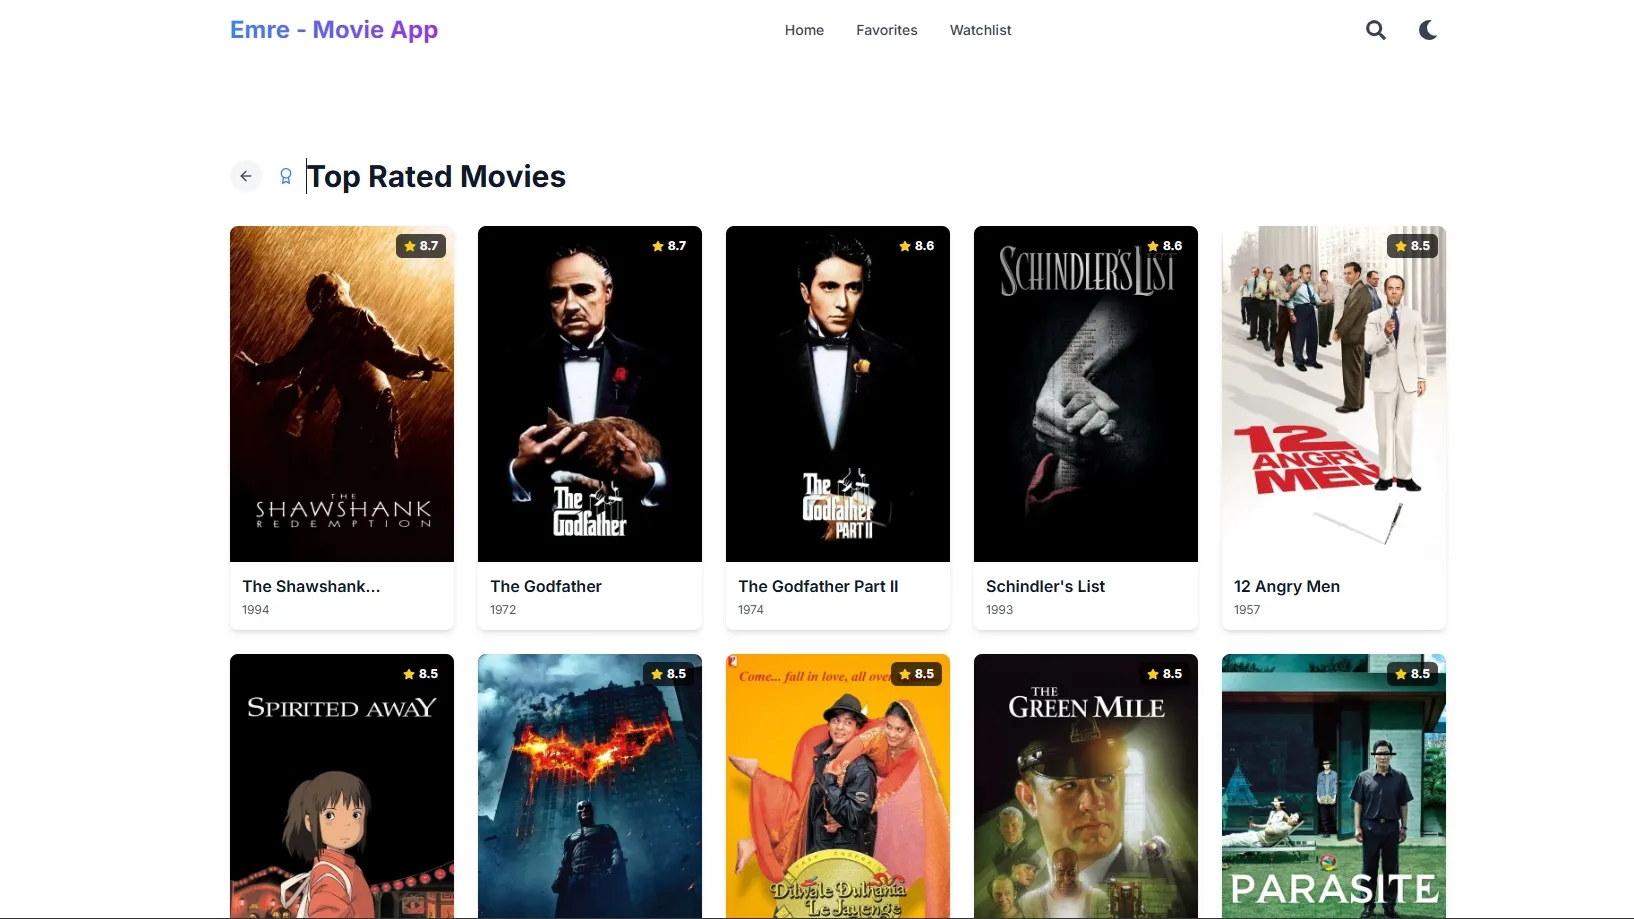 Emre - Movie App
Home Favorites Watchlist
Top Rated Movies
8.7
THE
SHAWSHANK
REDEMPTION
The Shawshank...
1994
8.7
The
Godfather
The Godfather
1972
8.6
The
Godfather
PART II
The Godfather Part II
1974
8.6
SCHINDLER'S LIST
Schindler's List
1993
8.5
12
ANGRY
MEN
12 Angry Men
1957
8.5
SPIRITED AWAY
8.5
8.5
Come... fall in love, all over
YASH CHOPRA
Dilwale Dulhania
Le Jayenge
8.5
THE
GREEN MILE
8.5
PARASITE